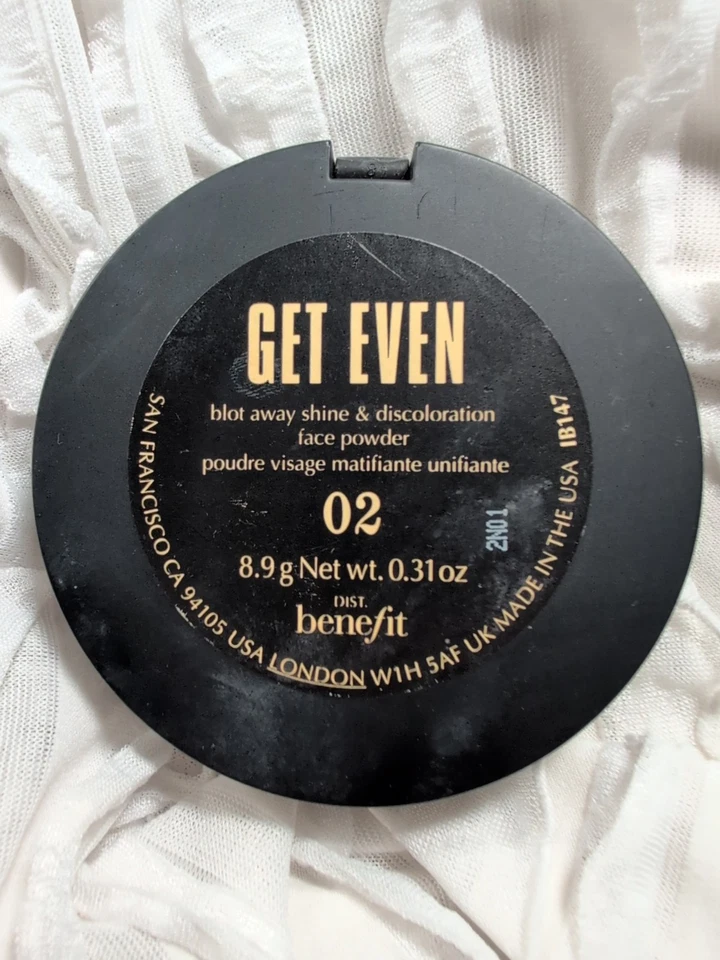 GET EVEN
blot away shine & discoloration
face powder
poudre visage matifiante unifiante
02
2N01
8.9 g Net wt. 0.31 oz
DIST.
benefit
SAN FRANCISCO CA 94105 USA LONDON W1H 5AF UK MADE IN THE USA IB147